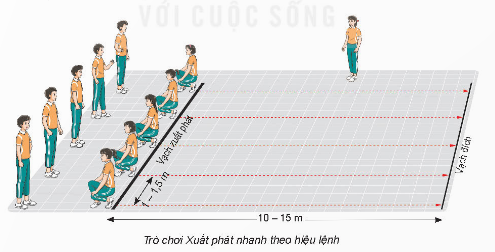 VỚI CUỘC SỐNG
Vạch xuất phát
Vạch đích
1 – 1,5 m
10 – 15 m
Trò chơi Xuất phát nhanh theo hiệu lệnh